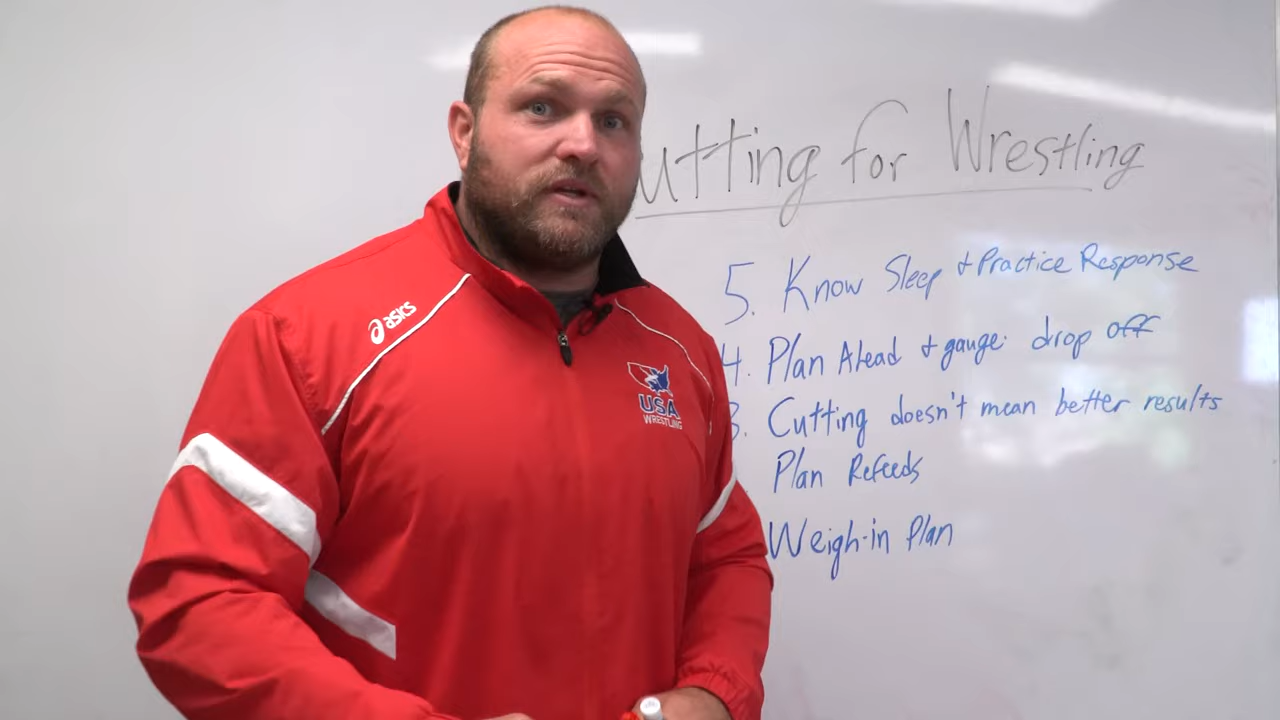 utting for Wrestling
5. Know Sleep + Practice Response
4. Plan Ahead + gauge drop off
3. Cutting doesn't mean better results
Plan Refeeds
Weigh-in Plan
asics
USA
WRESTLING